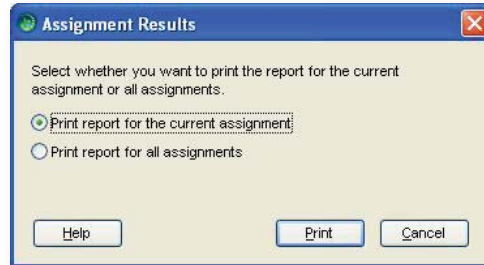 Assignment Results
Select whether you want to print the report for the current
assignment or all assignments.
Print report for the current assignment
Print report for all assignments
Help Print Cancel